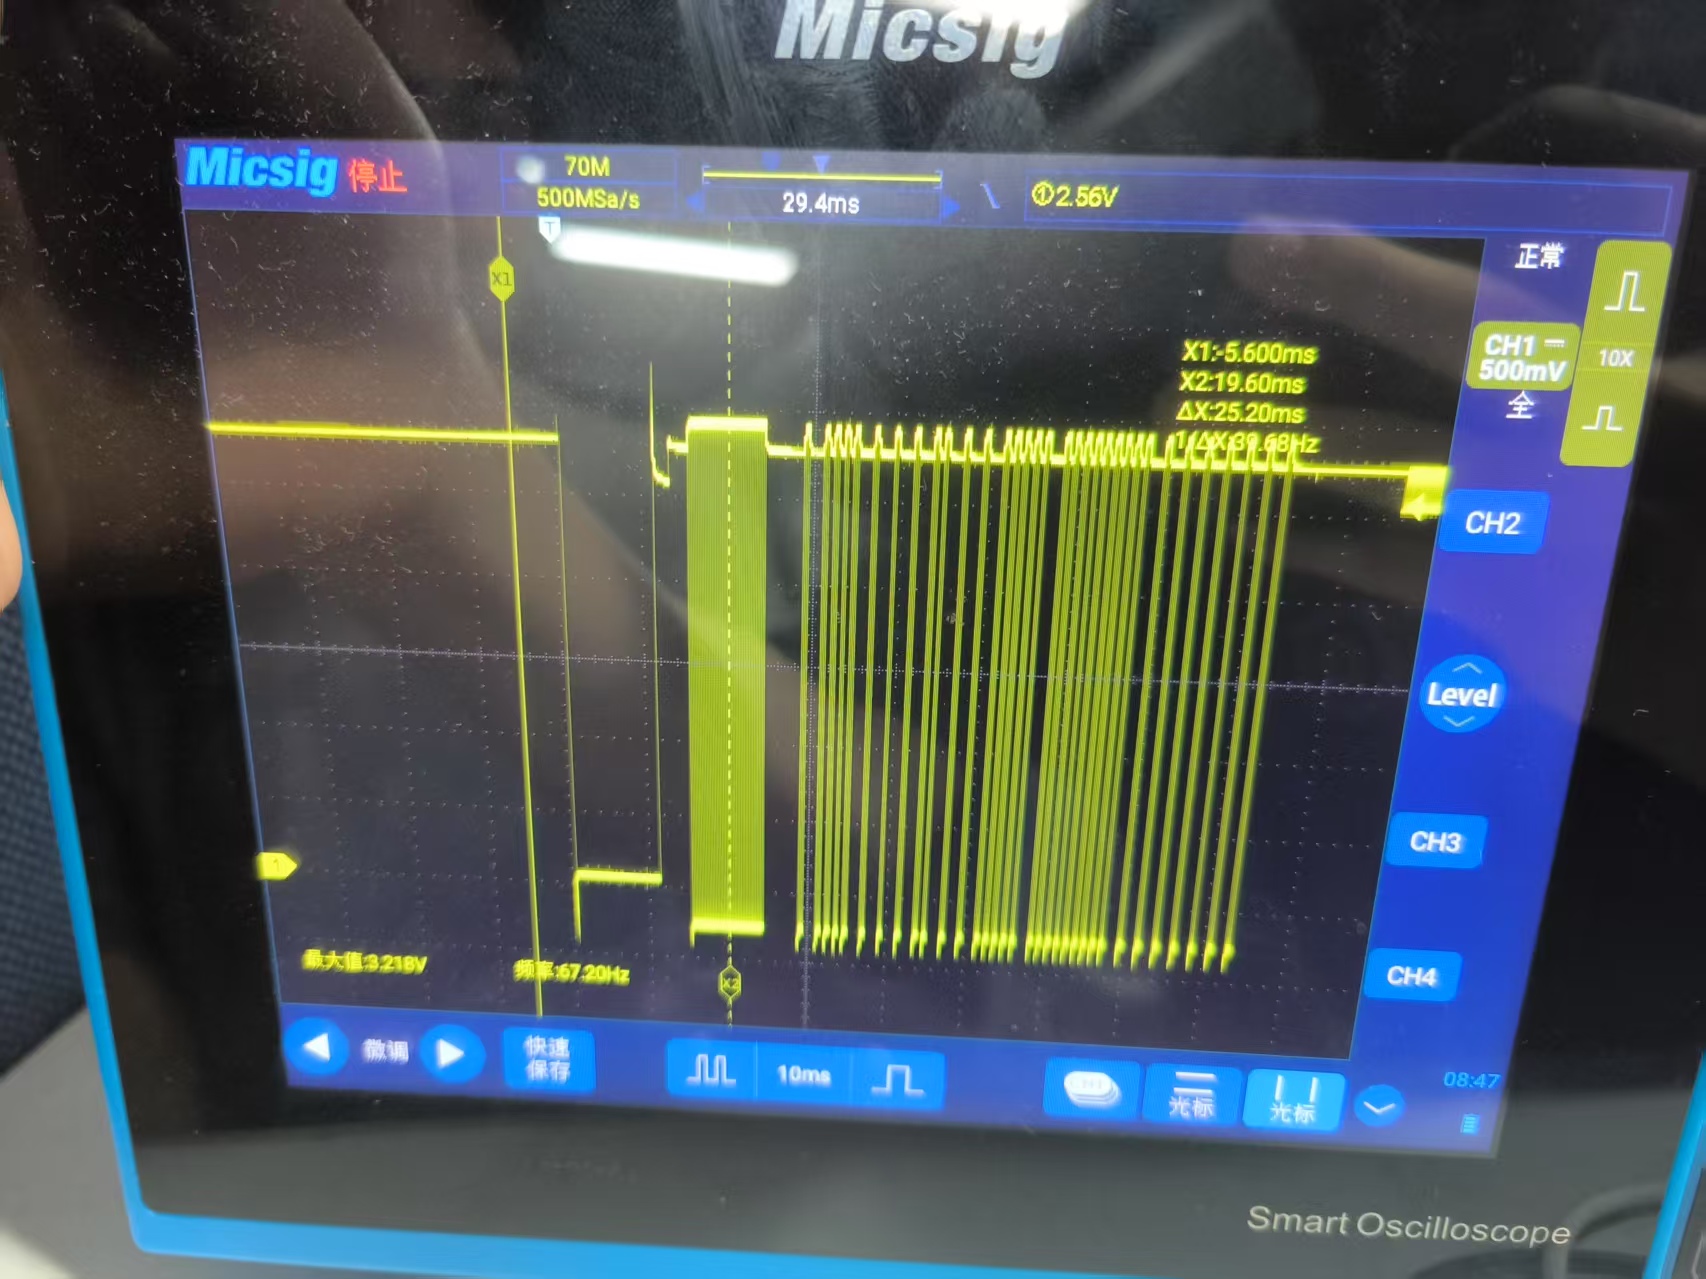 Micsig
Micsig 停止
70M
500MSa/s
29.4ms
①2.56V
T
X1
正常
X1:-5.600ms
X2:19.60ms
ΔX:25.20ms
1/ΔX:39.68Hz
CH1
500mV
全
10X
CH2
Level
CH3
CH4
1
最大值:3.218V
频率:67.20Hz
X2
微调
快速
保存
10ms
CH1
光标
光标
08:47
Smart Oscilloscope